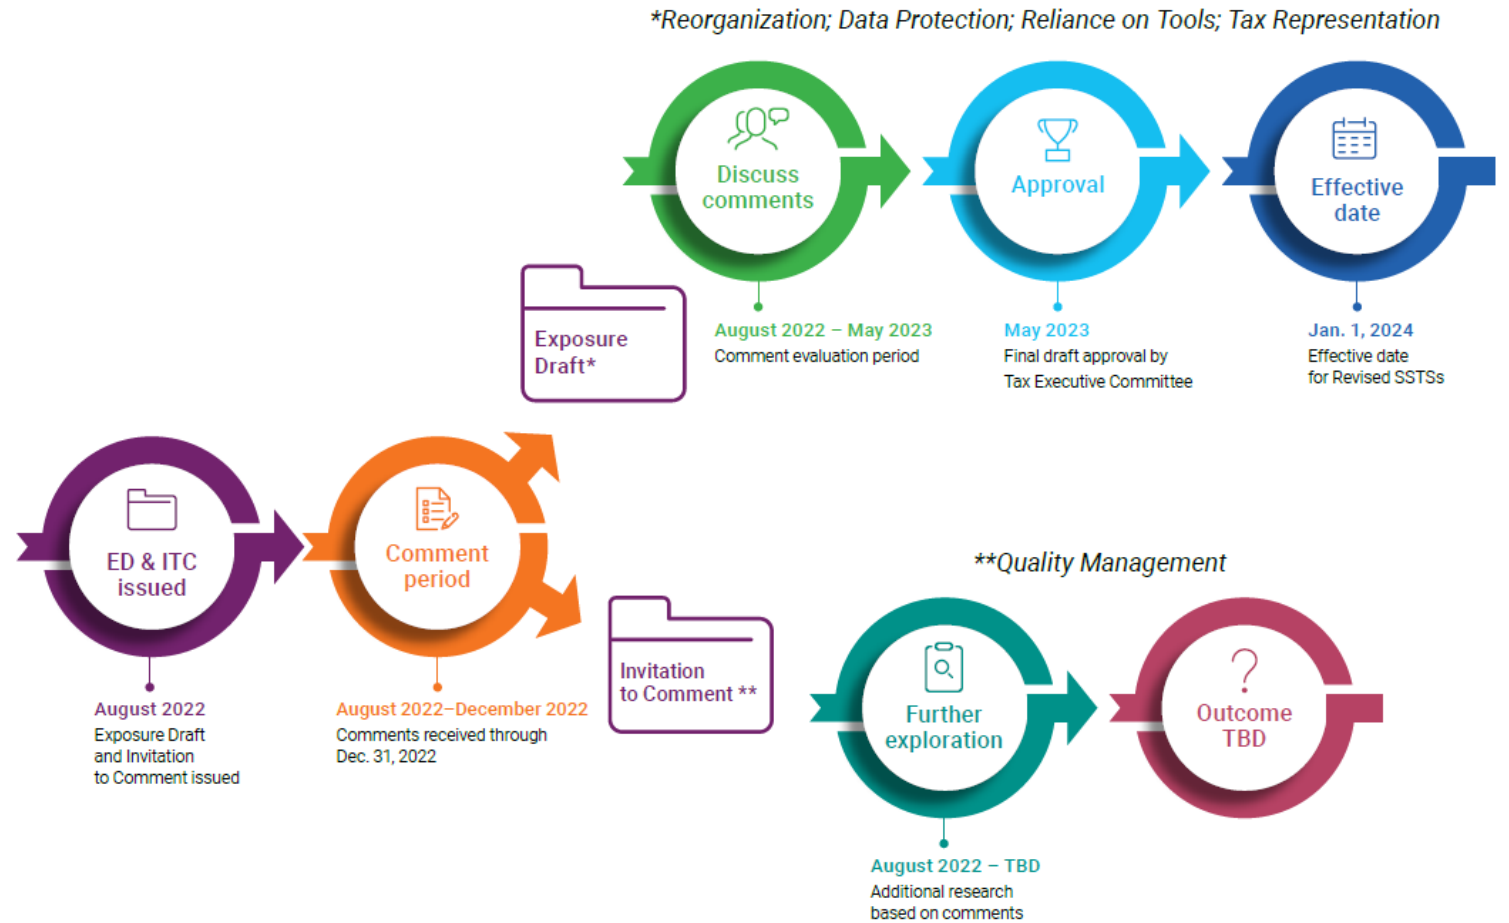 *Reorganization; Data Protection; Reliance on Tools; Tax Representation
Discuss
comments
Approval
Effective
date
Exposure
Draft*
August 2022 – May 2023
Comment evaluation period
May 2023
Final draft approval by
Tax Executive Committee
Jan. 1, 2024
Effective date
for Revised SSTSs
ED & ITC
issued
Comment
period
August 2022
Exposure Draft
and Invitation
to Comment issued
August 2022–December 2022
Comments received through
Dec. 31, 2022
Invitation
to Comment **
**Quality Management
Further
exploration
?
Outcome
TBD
August 2022 – TBD
Additional research
based on comments